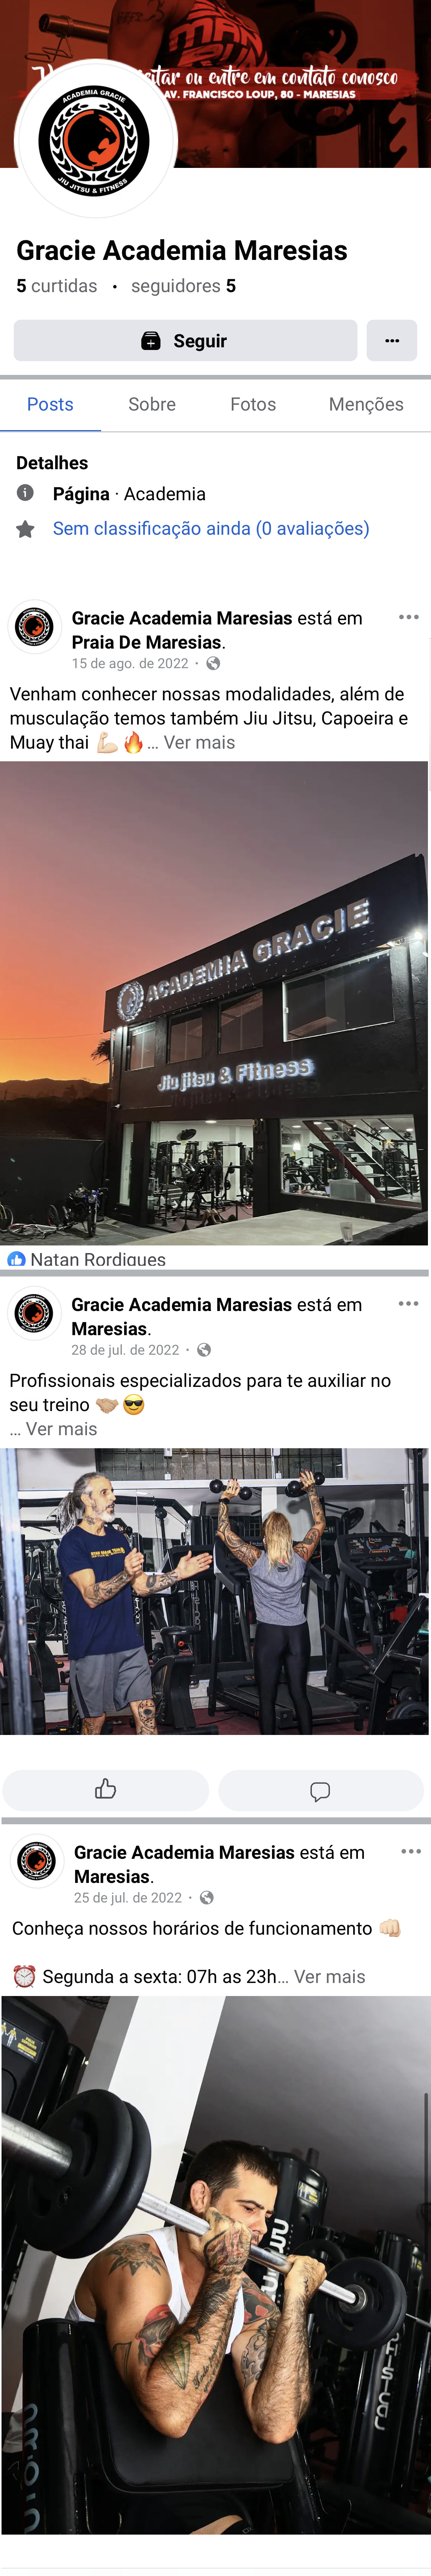 sitar ou entre em contato conosco
AV. FRANCISCO LOUP, 80 - MARESIAS
ACADEMIA GRACIE
JIU JITSU & FITNESS
Gracie Academia Maresias
5 curtidas • seguidores 5
Seguir
Posts Sobre Fotos Menções
Detalhes
Página · Academia
Sem classificação ainda (0 avaliações)
Gracie Academia Maresias está em
Praia De Maresias.
15 de ago. de 2022 •
Venham conhecer nossas modalidades, além de
musculação temos também Jiu Jitsu, Capoeira e
Muay thai 💪🏻🔥... Ver mais
ACADEMIA GRACIE
Jiu jitsu & Fitness
Natan Rordigues
Gracie Academia Maresias está em
Maresias.
28 de jul. de 2022 •
Profissionais especializados para te auxiliar no
seu treino 🤝🏼😎
... Ver mais
Gracie Academia Maresias está em
Maresias.
25 de jul. de 2022 •
Conheça nossos horários de funcionamento 👊🏻
⏰ Segunda a sexta: 07h as 23h... Ver mais